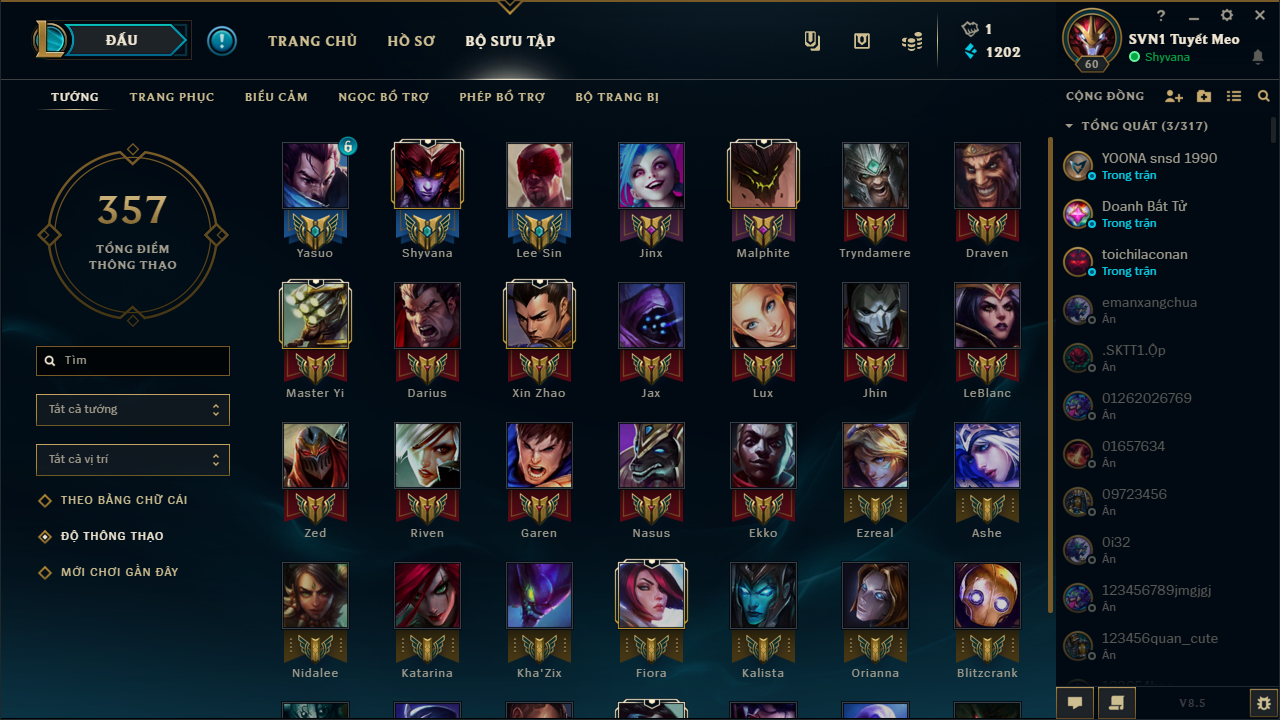 ĐẤU
TRANG CHỦ
HỒ SƠ
BỘ SƯU TẬP
1
1202
?
60
SVN1 Tuyết Meo
Shyvana
TƯỚNG
TRANG PHỤC
BIỂU CẢM
NGỌC BỔ TRỢ
PHÉP BỔ TRỢ
BỘ TRANG BỊ
357
TỔNG ĐIỂM
THÔNG THẠO
Tìm
Tất cả tướng
Tất cả vị trí
THEO BẢNG CHỮ CÁI
ĐỘ THÔNG THẠO
MỚI CHƠI GẦN ĐÂY
6
Yasuo
Shyvana
Lee Sin
Jinx
Malphite
Tryndamere
Draven
Master Yi
Darius
Xin Zhao
Jax
Lux
Jhin
LeBlanc
Zed
Riven
Garen
Nasus
Ekko
Ezreal
Ashe
Nidalee
Katarina
Kha'Zix
Fiora
Kalista
Orianna
Blitzcrank
CỘNG ĐỒNG
TỔNG QUÁT (3/317)
YOONA snsd 1990
Trong trận
Doanh Bất Tử
Trong trận
toichilaconan
Trong trận
emanxangchua
Ẩn
.SKTT1.Ộp
Ẩn
01262026769
Ẩn
01657634
Ẩn
09723456
Ẩn
0i32
Ẩn
123456789jmgjgj
Ẩn
123456quan_cute
Ẩn
V8.5